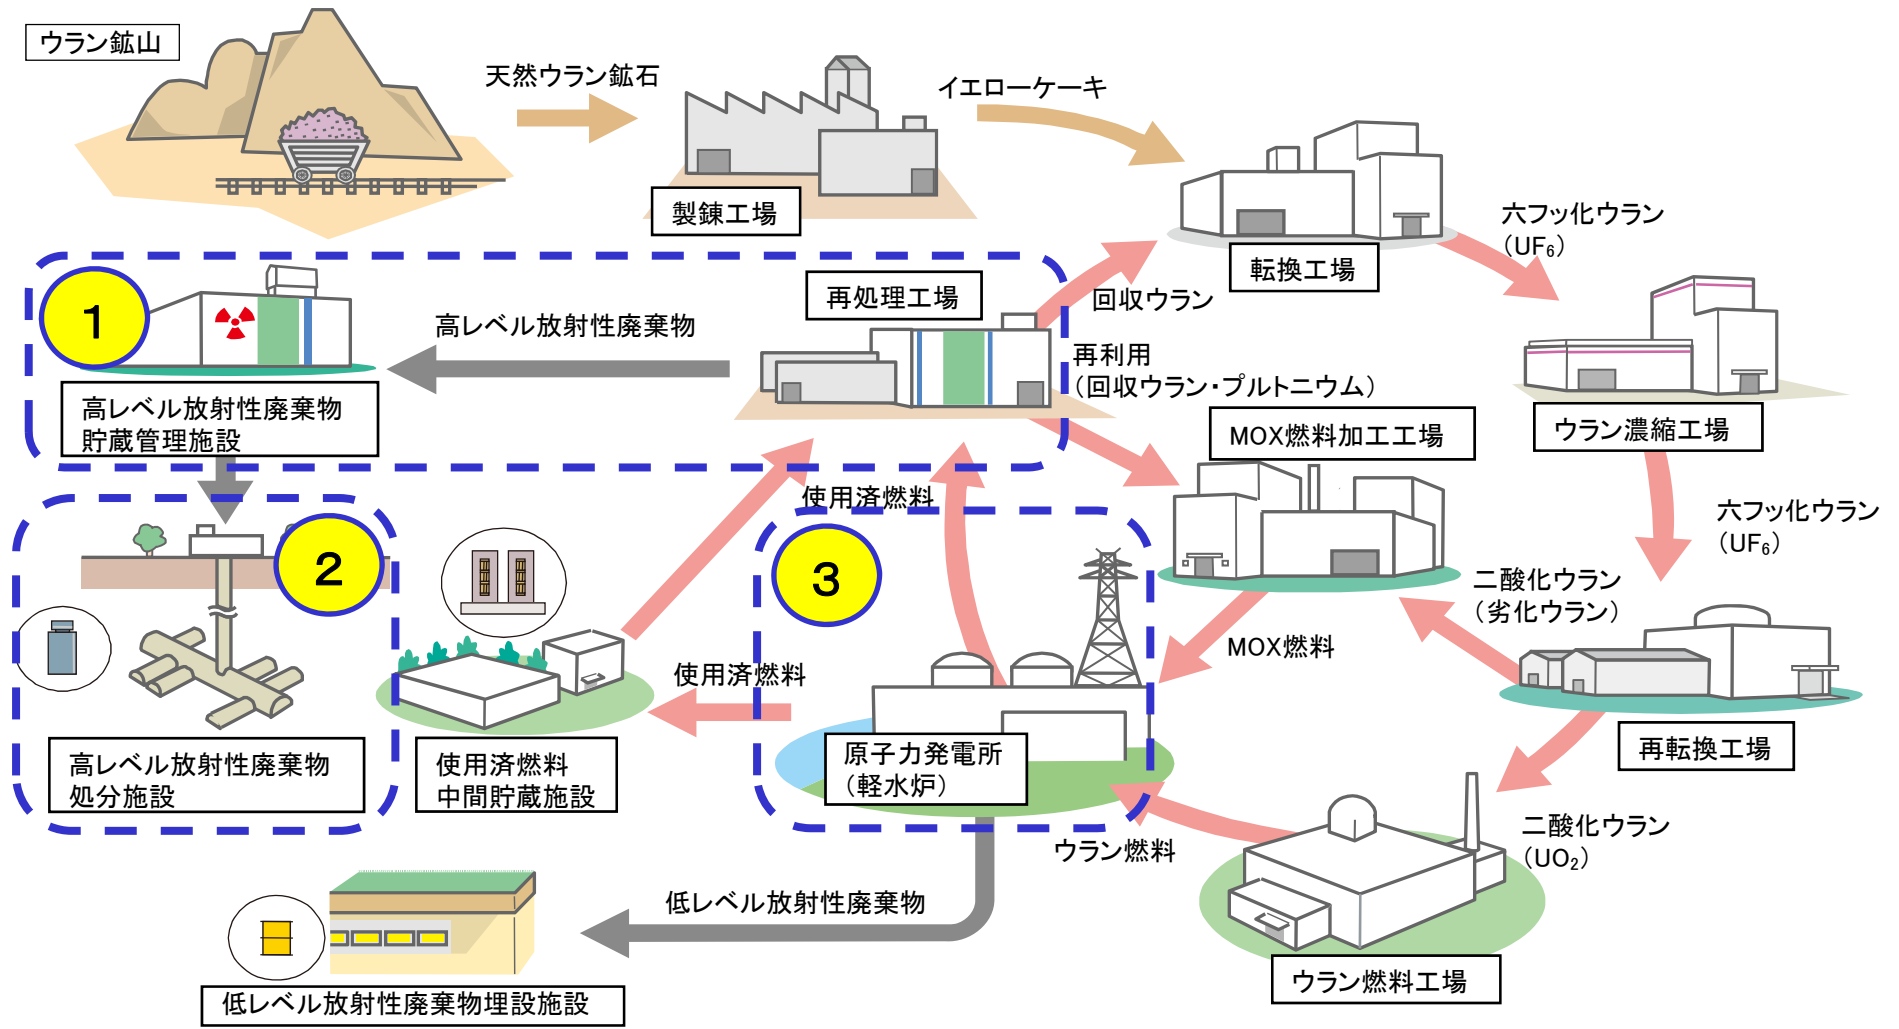 ウラン鉱山
天然ウラン鉱石
イエローケーキ
製錬工場
転換工場
六フッ化ウラン
（UF₆）
1
高レベル放射性廃棄物
再処理工場
回収ウラン
再利用
（回収ウラン・プルトニウム）
高レベル放射性廃棄物
貯蔵管理施設
MOX燃料加工工場
ウラン濃縮工場
使用済燃料
六フッ化ウラン
（UF₆）
2
3
二酸化ウラン
（劣化ウラン）
MOX燃料
使用済燃料
高レベル放射性廃棄物
処分施設
使用済燃料
中間貯蔵施設
原子力発電所
（軽水炉）
再転換工場
ウラン燃料
二酸化ウラン
（UO₂）
低レベル放射性廃棄物
ウラン燃料工場
低レベル放射性廃棄物埋設施設